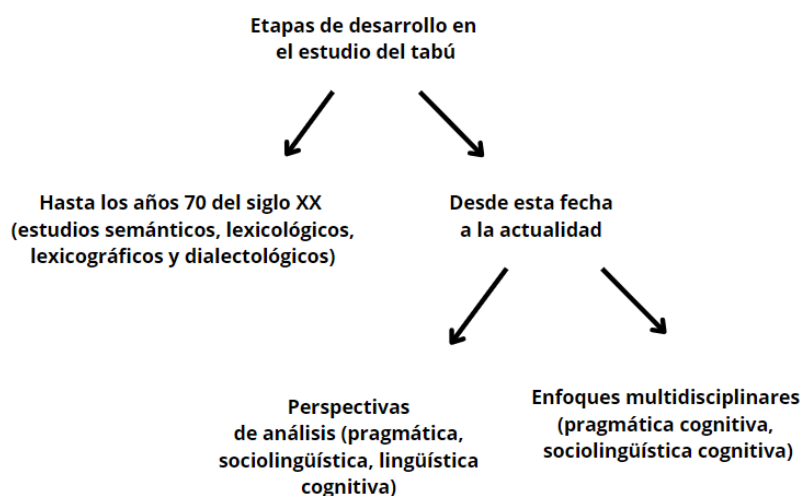 Etapas de desarrollo en
el estudio del tabú
Hasta los años 70 del siglo XX
(estudios semánticos, lexicológicos,
lexicográficos y dialectológicos)
Desde esta fecha
a la actualidad
Perspectivas
de análisis (pragmática,
sociolingüística, lingüística
cognitiva)
Enfoques multidisciplinares
(pragmática cognitiva,
sociolingüística cognitiva)